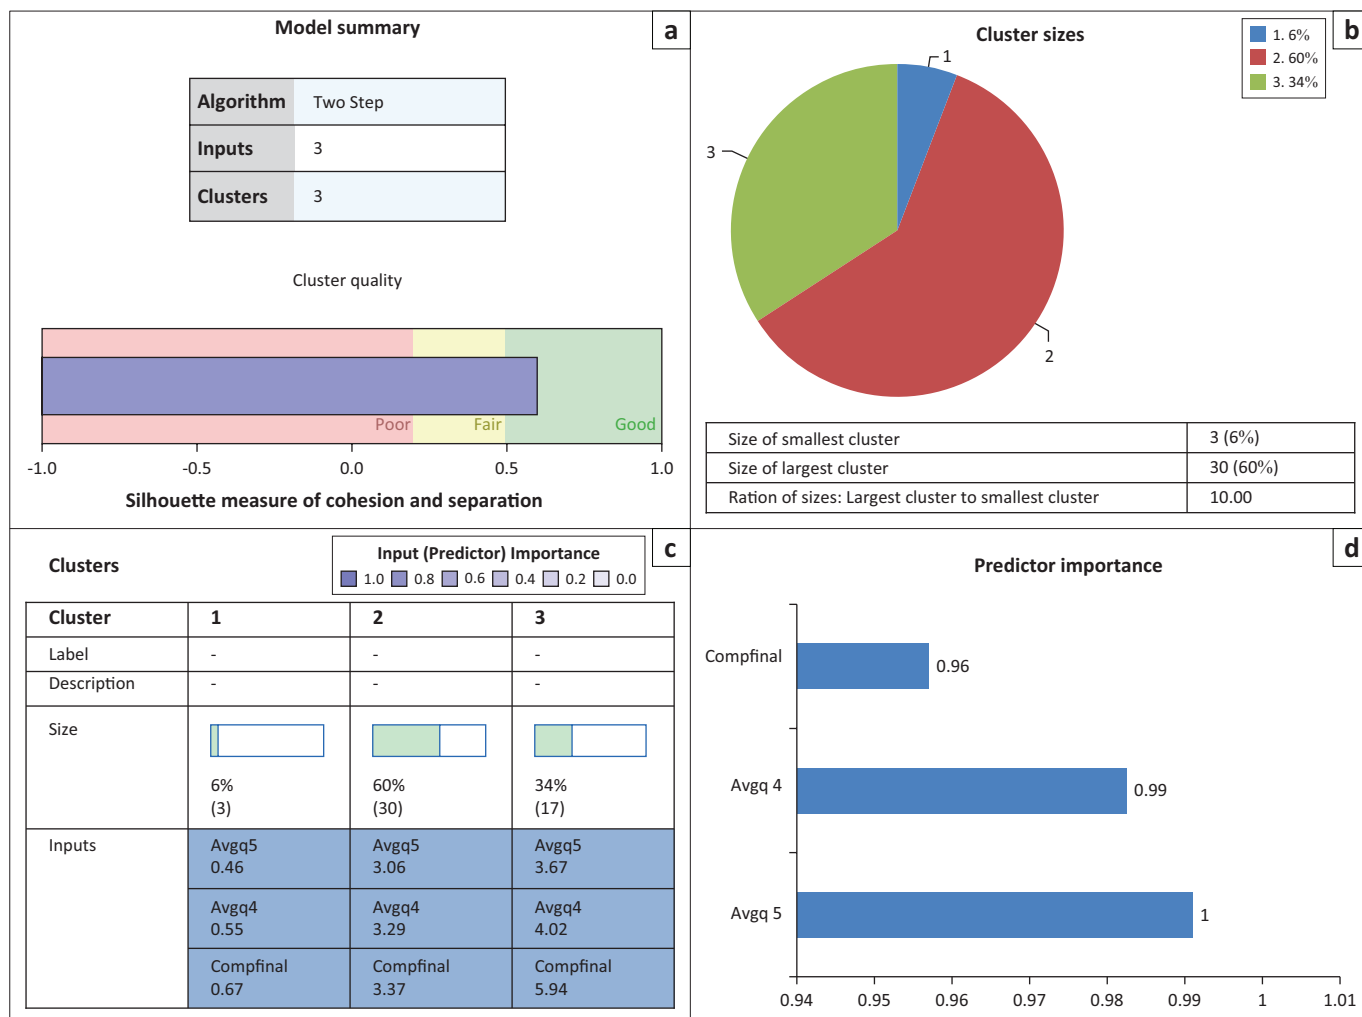 Model summary
a
Algorithm Two Step
Inputs 3
Clusters 3
Cluster quality
Poor Fair Good
-1.0 -0.5 0.0 0.5 1.0
Silhouette measure of cohesion and separation
Cluster sizes
b
1. 6%
2. 60%
3. 34%
1
3
2
Size of smallest cluster 3 (6%)
Size of largest cluster 30 (60%)
Ration of sizes: Largest cluster to smallest cluster 10.00
c
Clusters
Input (Predictor) Importance
1.0 0.8 0.6 0.4 0.2 0.0
Cluster 1 2 3
Label - - -
Description - - -
Size
6% 60% 34%
(3) (30) (17)
Inputs Avgq5 Avgq5 Avgq5
0.46 3.06 3.67
Avgq4 Avgq4 Avgq4
0.55 3.29 4.02
Compfinal Compfinal Compfinal
0.67 3.37 5.94
Predictor importance
d
Compfinal 0.96
Avgq 4 0.99
Avgq 5 1
0.94 0.95 0.96 0.97 0.98 0.99 1 1.01